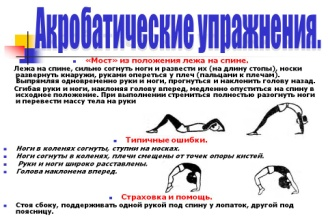 Акробатические упражнения.
«Мост» из положения лежа на спине.
Лежа на спине, сильно согнуть ноги и развести их (на длину стопы), носки
развернуть кнаружи, руками опереться у плеч (пальцами к плечам).
Выпрямляя одновременно руки и ноги, прогнуться и наклонить голову назад.
Сгибая руки и ноги, наклоняя голову вперед, медленно опуститься на спину в
исходное положение. При выполнении стремиться полностью разогнуть ноги
и перевести массу тела на руки
Типичные ошибки.
Ноги в коленях согнуты, ступни на носках.
Ноги согнуты в коленях, плечи смещены от точек опоры кистей.
Руки и ноги широко расставлены.
Голова наклонена вперед.
Страховка и помощь.
Стоя сбоку, поддерживать одной рукой под спину у лопаток, другой под
поясницу.